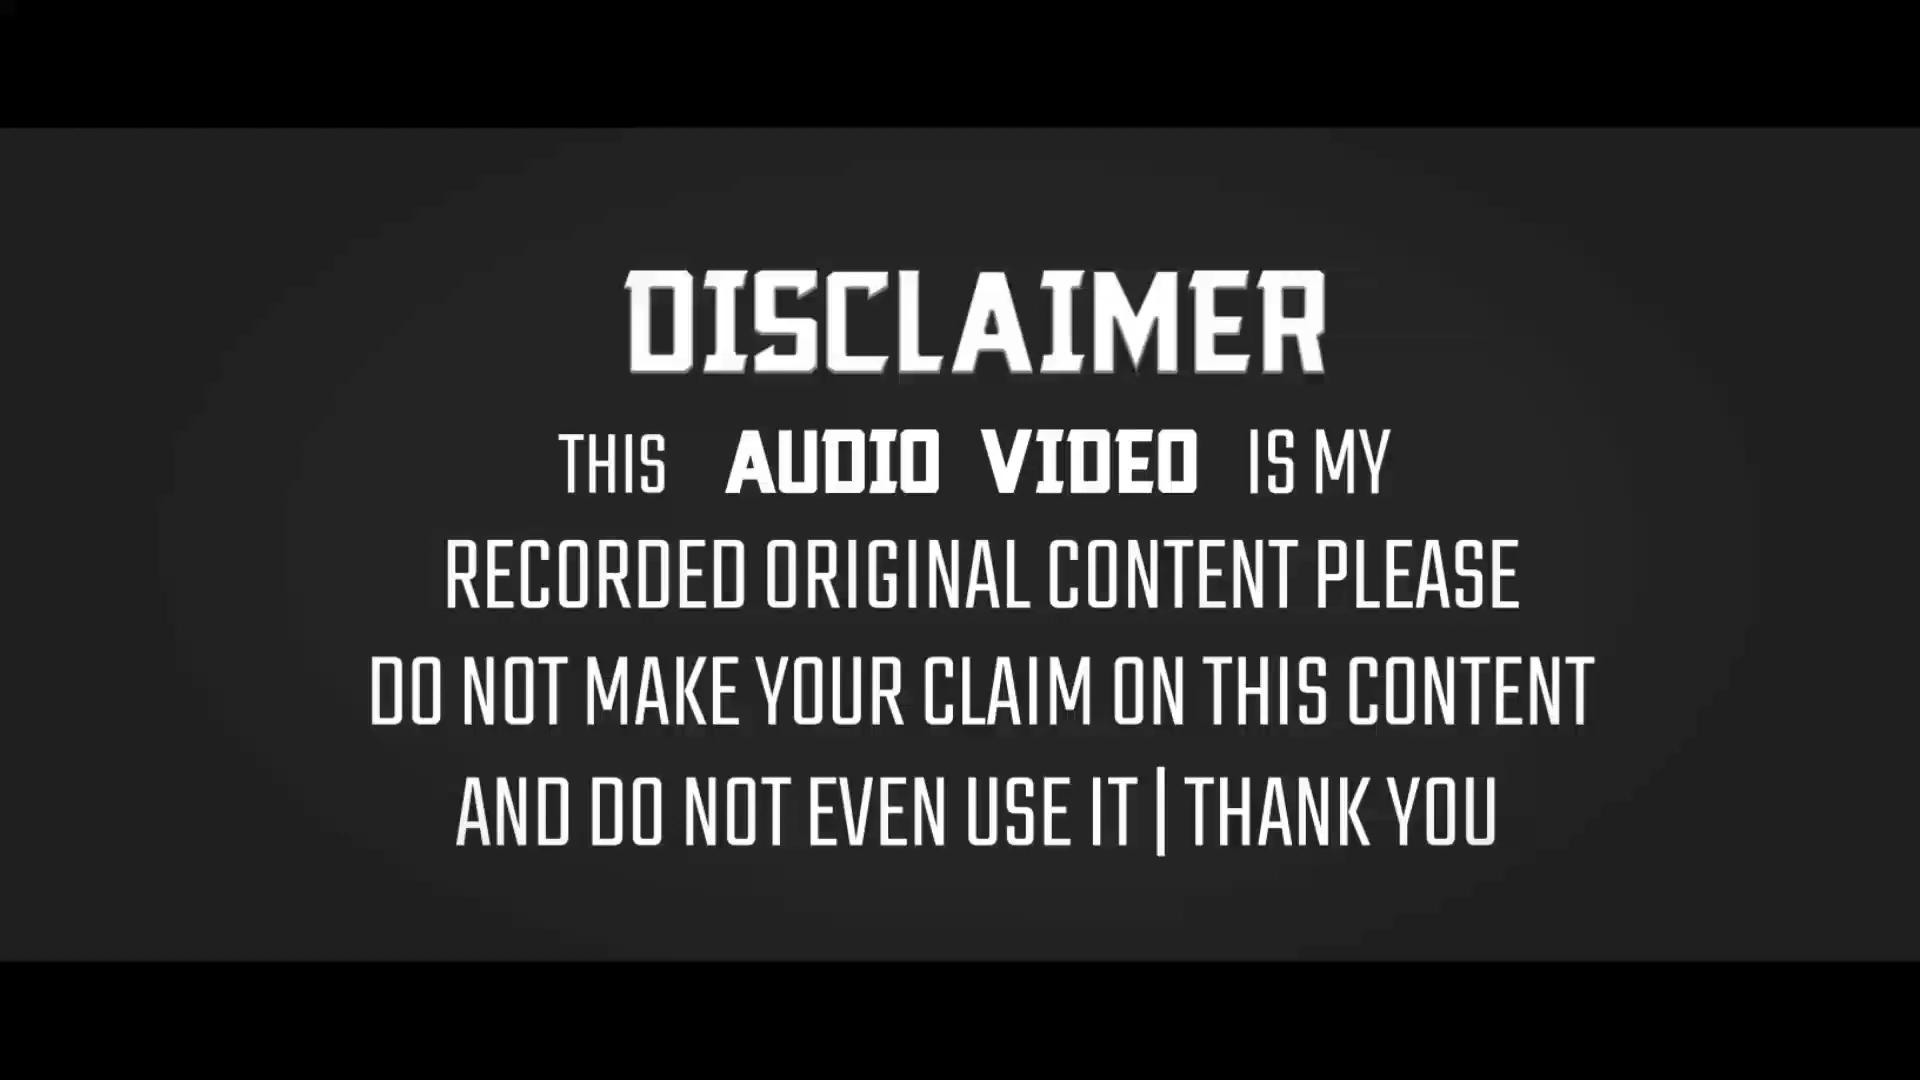 DISCLAIMER
THIS AUDIO VIDEO IS MY
RECORDED ORIGINAL CONTENT PLEASE
DO NOT MAKE YOUR CLAIM ON THIS CONTENT
AND DO NOT EVEN USE IT | THANK YOU